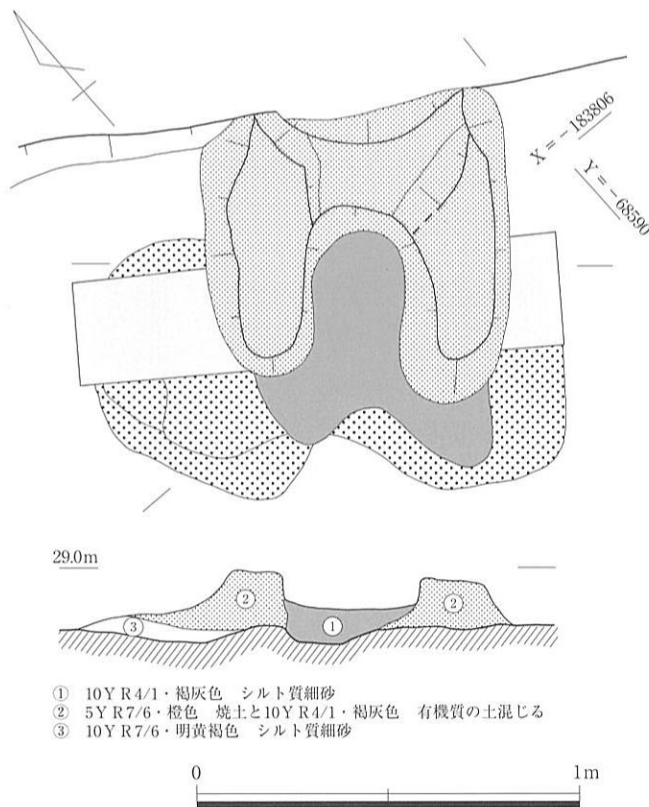 X = −183806
Y = −68590
29.0m
② ② ③ ①
① 10ＹＲ4/1・褐灰色 シルト質細砂
② 5ＹＲ7/6・橙色 焼土と10ＹＲ4/1・褐灰色 有機質の土混じる
③ 10ＹＲ7/6・明黄褐色 シルト質細砂
0 1m